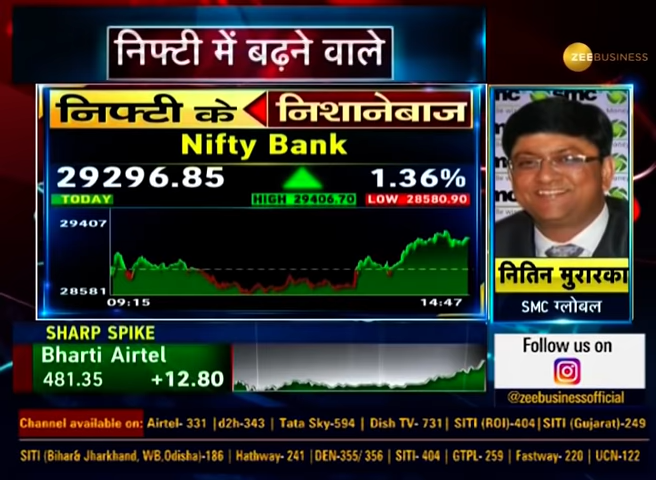 निफ्टी में बढ़ने वाले
ZEEBUSINESS
निफ्टी के निशानेबाज
Nifty Bank
29296.85 1.36%
TODAY HIGH 29406.70 LOW 28580.90
29407
28581
09:15 14:47
smc
नितिन मुरारका
SMC ग्लोबल
SHARP SPIKE
Bharti Airtel
481.35 +12.80
Follow us on
@zeebusinessofficial
Channel available on: Airtel- 331 |d2h-343 | Tata Sky-594 | Dish TV- 731| SITI (ROI)-404|SITI (Gujarat)-249
SITI (Bihar& Jharkhand, WB,Odisha)-186 | Hathway- 241 |DEN-355/ 356 | SITI- 404 | GTPL- 259 | Fastway- 220 | UCN-122